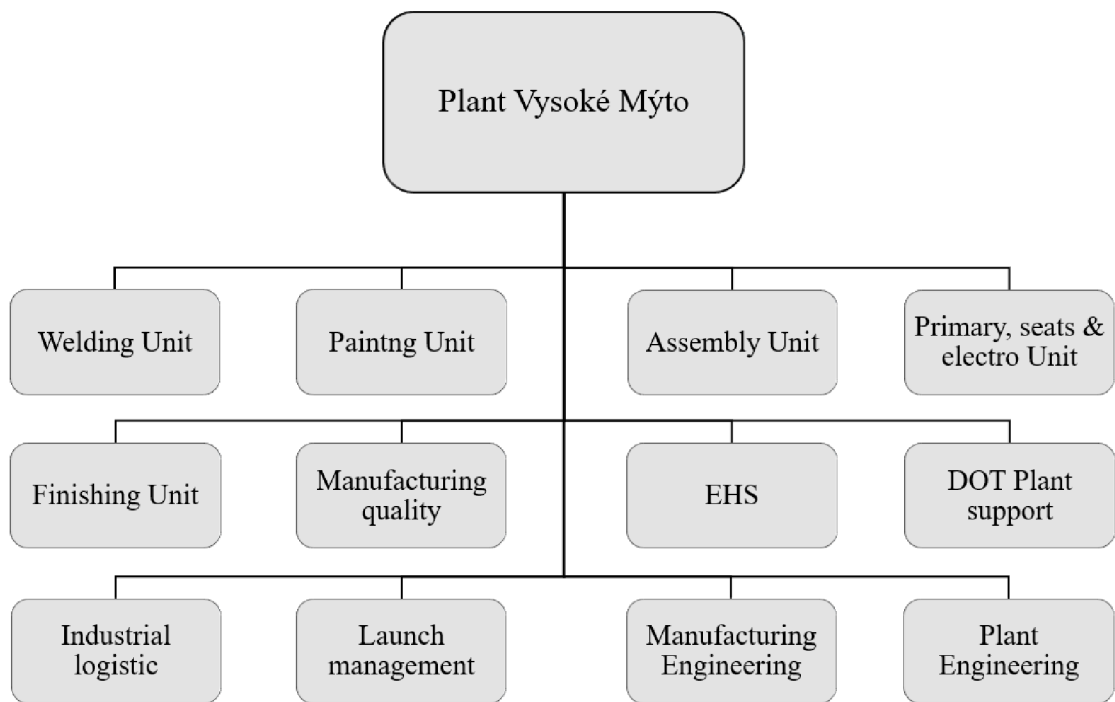 Plant Vysoké Mýto
Welding Unit
Paintng Unit
Assembly Unit
Primary, seats &
electro Unit
Finishing Unit
Manufacturing
quality
EHS
DOT Plant
support
Industrial
logistic
Launch
management
Manufacturing
Engineering
Plant
Engineering